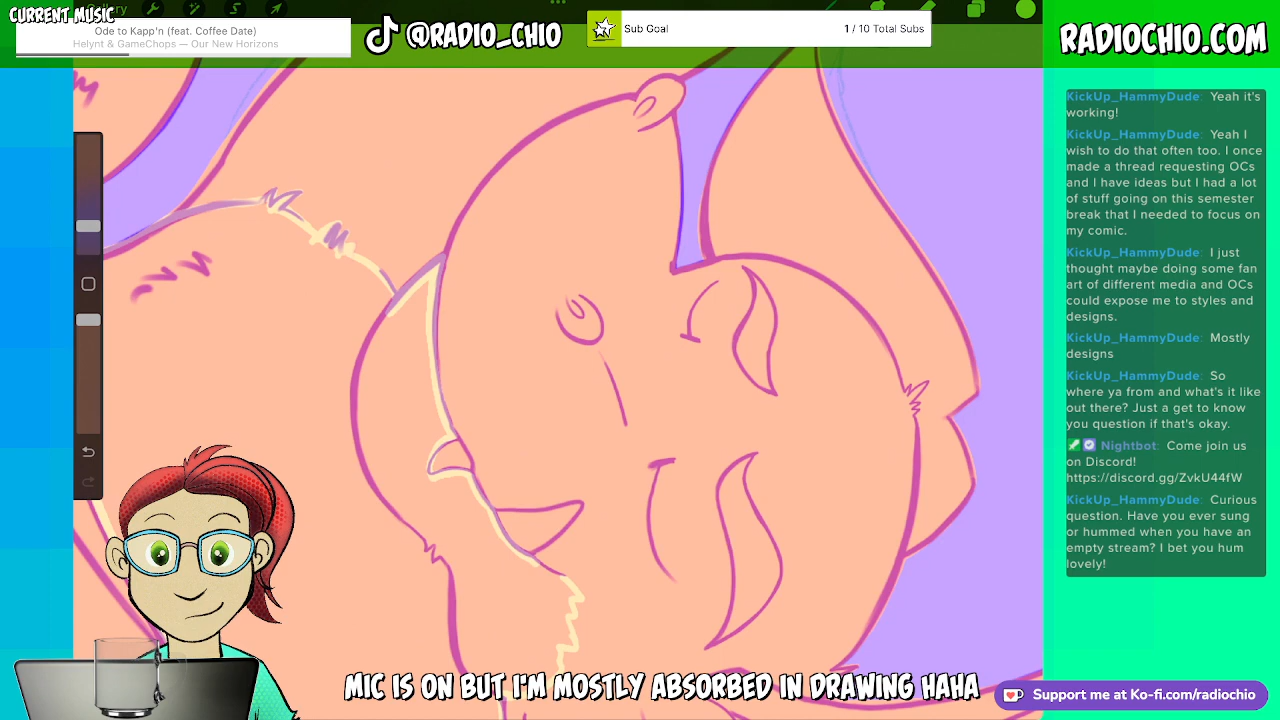 Gallery
CURRENT MUSIC
Ode to Kapp'n (feat. Coffee Date)
Helynt & GameChops — Our New Horizons
@RADIO_CHIO
Sub Goal
1 / 10 Total Subs
RADIOCHIO.COM
KickUp_HammyDude: Yeah it's
working!
KickUp_HammyDude: Yeah I
wish to do that often too. I once
made a thread requesting OCs
and I have ideas but I had a lot
of stuff going on this semester
break that I needed to focus on
my comic.
KickUp_HammyDude: I just
thought maybe doing some fan
art of different media and OCs
could expose me to styles and
designs.
KickUp_HammyDude: Mostly
designs
KickUp_HammyDude: So
where ya from and what's it like
out there? Just a get to know
you question if that's okay.
Nightbot: Come join us
on Discord!
https://discord.gg/ZvkU44fW
KickUp_HammyDude: Curious
question. Have you ever sung
or hummed when you have an
empty stream? I bet you hum
lovely!
MIC IS ON BUT I'M MOSTLY ABSORBED IN DRAWING HAHA
Support me at Ko-fi.com/radiochio